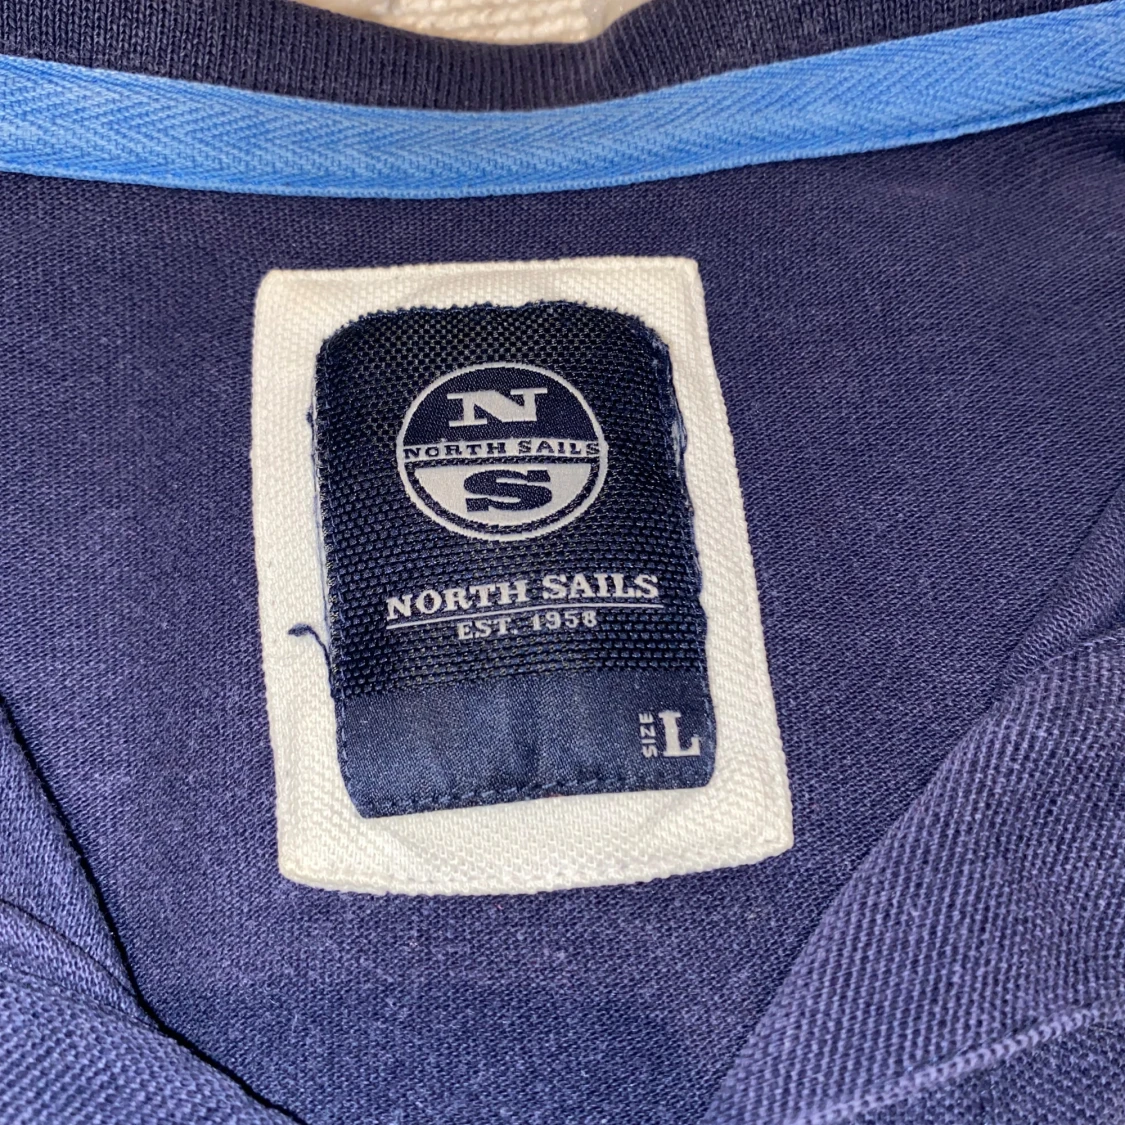 N
NORTH SAILS
S
NORTH SAILS
EST. 1958
SIZE L